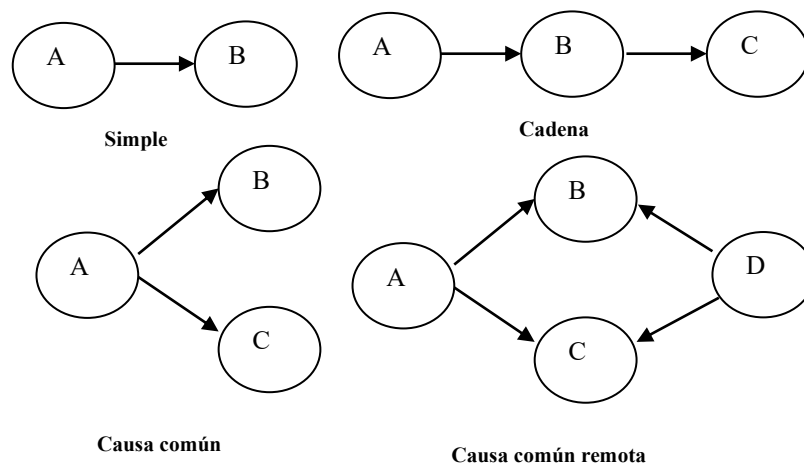 A B
Simple
A B C
Cadena
A
B
C
Causa común
A
B
C
D
Causa común remota